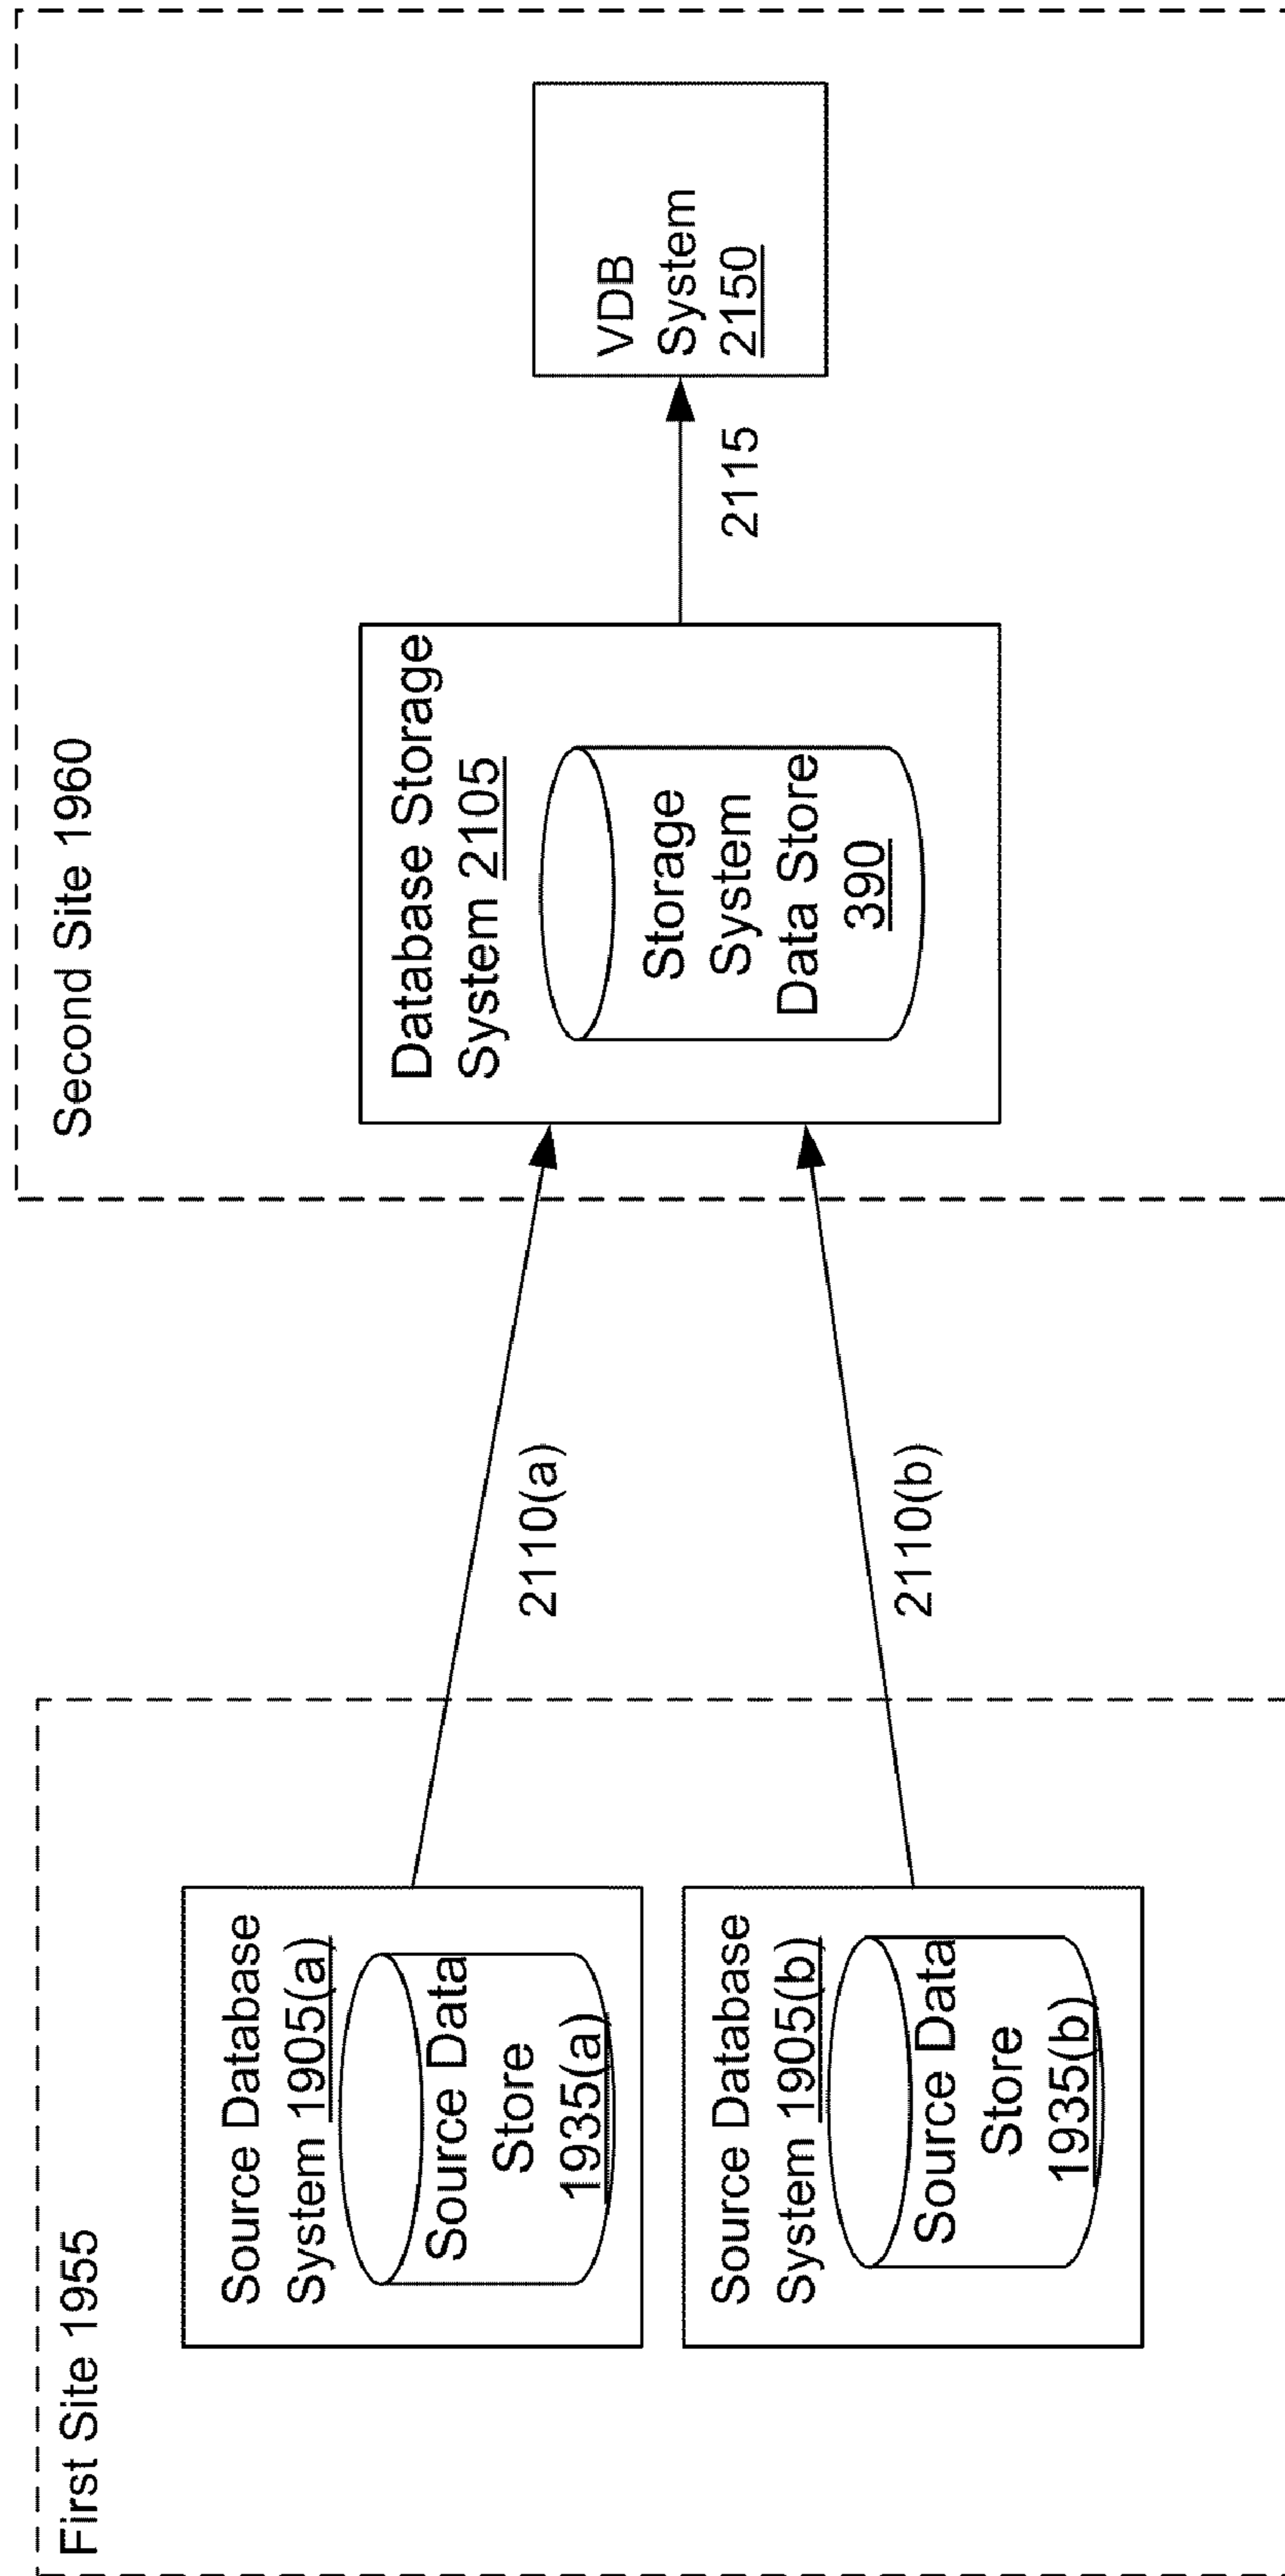 First Site 1955
Source Database
System 1905(a)
Source Data
Store
1935(a)
Source Database
System 1905(b)
Source Data
Store
1935(b)
2110(a)
2110(b)
Second Site 1960
Database Storage
System 2105
Storage
System
Data Store
390
2115
VDB
System
2150